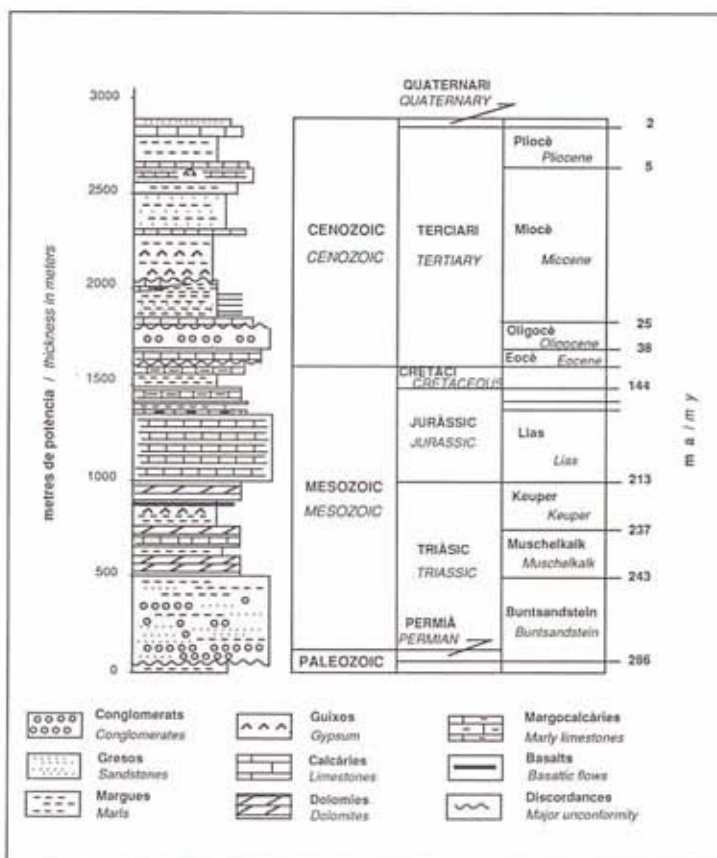 metres de potència / thickness in meters
3000
2500
2000
1500
1000
500
0
QUATERNARI
QUATERNARY
CENOZOIC
CENOZOIC
MESOZOIC
MESOZOIC
PALEOZOIC
TERCIARI
TERTIARY
CRETACI
CRETACEOUS
JURÀSSIC
JURASSIC
TRIÀSIC
TRIASSIC
PERMIÀ
PERMIAN
Pliocè
Pliocene
Miocè
Miccene
Oligocè
Oligocene
Eocè Eocene
Lias
Lias
Keuper
Keuper
Muschelkalk
Muschelkalk
Buntsandstein
Buntsandstein
2
5
25
38
144
213
237
243
286
m a / m y
Conglomerats
Conglomerates
Gresos
Sandstones
Margues
Marls
Guixos
Gypsum
Calcáries
Limestones
Dolomies
Dolomites
Margocalcàries
Marly limestones
Basalts
Basaltic flows
Discordances
Major unconformity